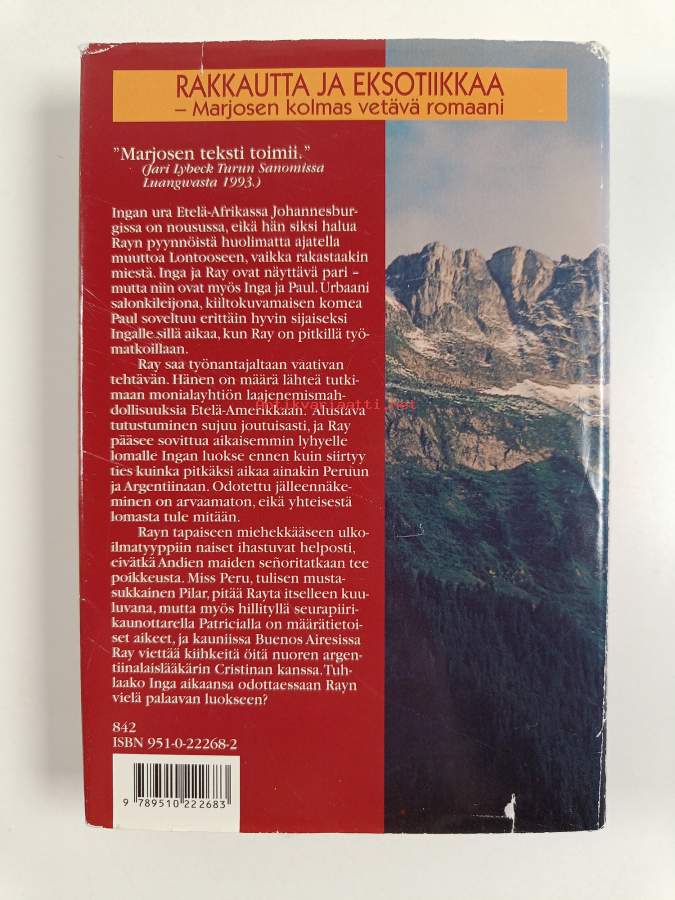 RAKKAUTTA JA EKSOTIIKKAA
– Marjosen kolmas vetävä romaani
"Marjosen teksti toimii."
(Jari Lybeck Turun Sanomissa
Luangwasta 1993.)
Ingan ura Etelä-Afrikassa Johannesbur-
gissa on nousussa, eikä hän siksi halua
Rayn pyynnöistä huolimatta ajatella
muuttoa Lontooseen, vaikka rakastaakin
miestä. Inga ja Ray ovat näyttävä pari –
mutta niin ovat myös Inga ja Paul. Urbaani
salonkileijona, kiiltokuvamaisen komea
Paul soveltuu erittäin hyvin sijaiseksi
Ingalle sillä aikaa, kun Ray on pitkillä työ-
matkoillaan.
Ray saa työnantajaltaan vaativan
tehtävän. Hänen on määrä lähteä tutki-
maan monialayhtiön laajenemismah-
dollisuuksia Etelä-Amerikkaan. Alustava
antikvariaatti.net
tutustuminen sujuu joutuisasti, ja Ray
pääsee sovittua aikaisemmin lyhyelle
lomalle Ingan luokse ennen kuin siirtyy
ties kuinka pitkäksi aikaa ainakin Peruun
ja Argentiinaan. Odotettu jälleennäke-
minen on arvaamaton, eikä yhteisestä
lomasta tule mitään.
Rayn tapaiseen miehekkääseen ulko-
ilmatyyppiin naiset ihastuvat helposti,
eivätkä Andien maiden señoritatkaan tee
poikkeusta. Miss Peru, tulisen musta-
sukkainen Pilar, pitää Rayta itselleen kuu-
luvana, mutta myös hillityllä seurapiiri-
kaunottarella Patricialla on määrätietoi-
set aikeet, ja kauniissa Buenos Airesissa
Ray viettää kiihkeitä öitä nuoren argen-
tiinalaislääkärin Cristinan kanssa. Tuh-
laako Inga aikaansa odottaessaan Rayn
vielä palaavan luokseen?
842
ISBN 951-0-22268-2
9 789510 222683